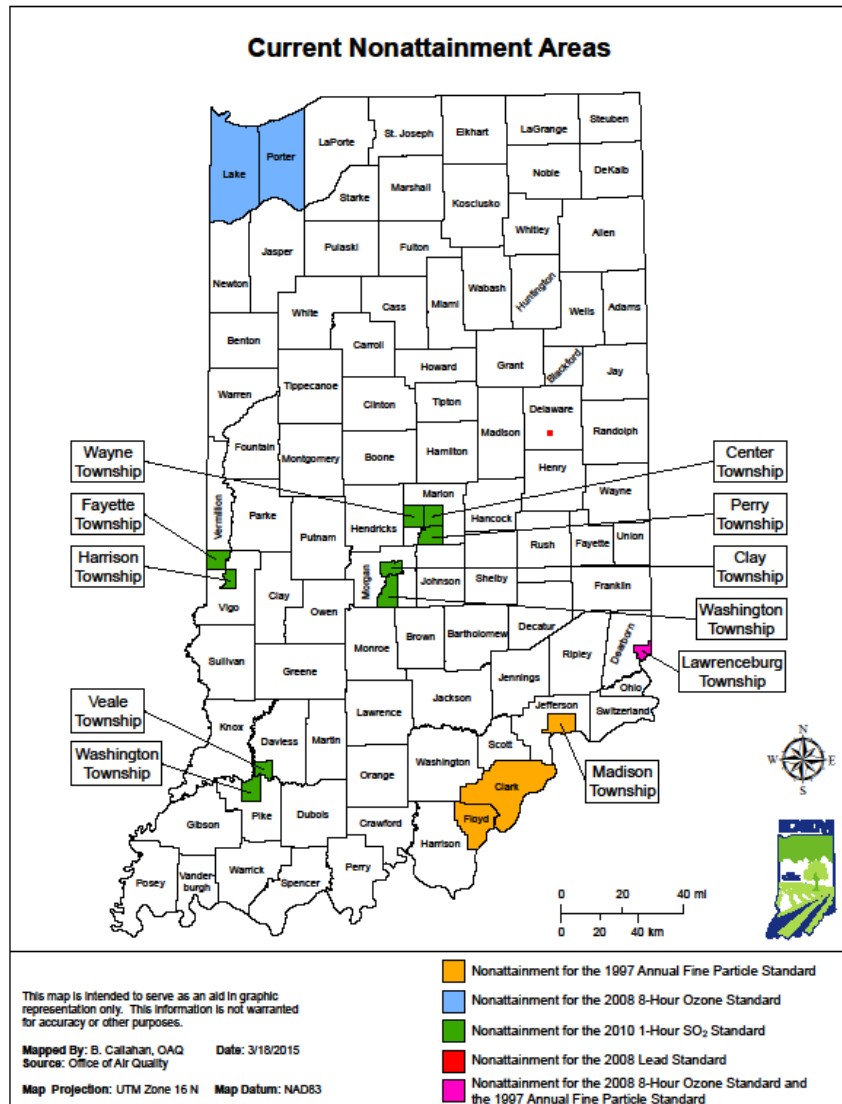 Current Nonattainment Areas
Steuben
LaGrange
Elkhart
St. Joseph
LaPorte
Porter
Lake
Noble
DeKalb
Marshall
Starke
Kosciusko
Whitley
Allen
Jasper
Pulaski
Fulton
Newton
Wabash
Huntington
Miami
Cass
White
Wells
Adams
Benton
Carroll
Howard
Grant
Blackford
Jay
Warren
Tippecanoe
Clinton
Tipton
Madison
Delaware
Randolph
Fountain
Montgomery
Boone
Hamilton
Henry
Wayne
Township
Center
Township
Marion
Wayne
Vermillion
Fayette
Township
Parke
Putnam
Hendricks
Hancock
Perry
Township
Rush
Fayette
Union
Harrison
Township
Clay
Township
Morgan
Johnson
Shelby
Franklin
Vigo
Clay
Owen
Washington
Township
Monroe
Brown
Bartholomew
Decatur
Dearborn
Ripley
Sullivan
Greene
Jennings
Lawrenceburg
Township
Ohio
Jackson
Veale
Township
Lawrence
Jefferson
Switzerland
Knox
Daviess
Martin
Washington
Scott
Washington
Township
Orange
Madison
Township
Clark
Floyd
Gibson
Pike
Dubois
Crawford
Harrison
Posey
Vander-
burgh
Warrick
Spencer
Perry
N
W
E
S
0 20 40 mi
0 20 40 km
This map is intended to serve as an aid in graphic
representation only. This information is not warranted
for accuracy or other purposes.
Mapped By: B. Callahan, OAQ Date: 3/18/2015
Source: Office of Air Quality
Map Projection: UTM Zone 16 N Map Datum: NAD83
Nonattainment for the 1997 Annual Fine Particle Standard
Nonattainment for the 2008 8-Hour Ozone Standard
Nonattainment for the 2010 1-Hour SO₂ Standard
Nonattainment for the 2008 Lead Standard
Nonattainment for the 2008 8-Hour Ozone Standard and
the 1997 Annual Fine Particle Standard